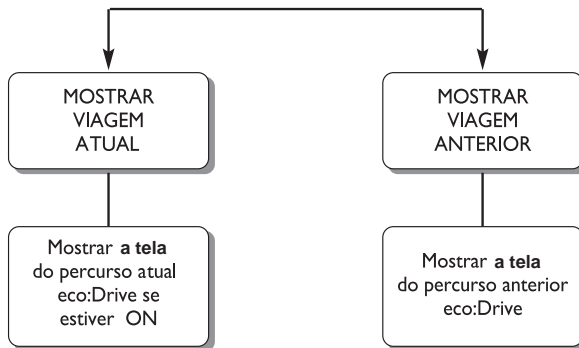 MOSTRAR
VIAGEM
ATUAL
MOSTRAR
VIAGEM
ANTERIOR
Mostrar a tela
do percurso atual
eco:Drive se
estiver ON
Mostrar a tela
do percurso anterior
eco:Drive